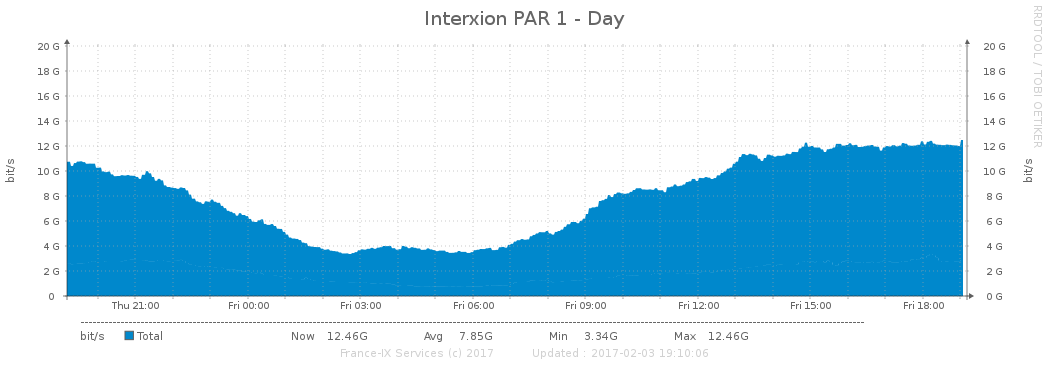 Interxion PAR 1 - Day
RRDTOOL / TOBI OETIKER
20 G 20 G
18 G 18 G
16 G 16 G
14 G 14 G
12 G 12 G
10 G 10 G
8 G 8 G
6 G 6 G
4 G 4 G
2 G 2 G
0 0 G
bit/s bit/s
Thu 21:00 Fri 00:00 Fri 03:00 Fri 06:00 Fri 09:00 Fri 12:00 Fri 15:00 Fri 18:00
bit/s Total Now 12.46G Avg 7.85G Min 3.34G Max 12.46G
France-IX Services (c) 2017 Updated : 2017-02-03 19:10:06